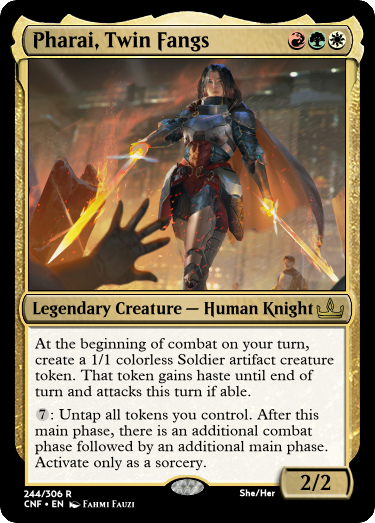 Pharai, Twin Fangs
Legendary Creature — Human Knight
At the beginning of combat on your turn,
create a 1/1 colorless Soldier artifact creature
token. That token gains haste until end of
turn and attacks this turn if able.
7: Untap all tokens you control. After this
main phase, there is an additional combat
phase followed by an additional main phase.
Activate only as a sorcery.
2/2
244/306 R
She/Her
CNF • EN Fahmi Fauzi